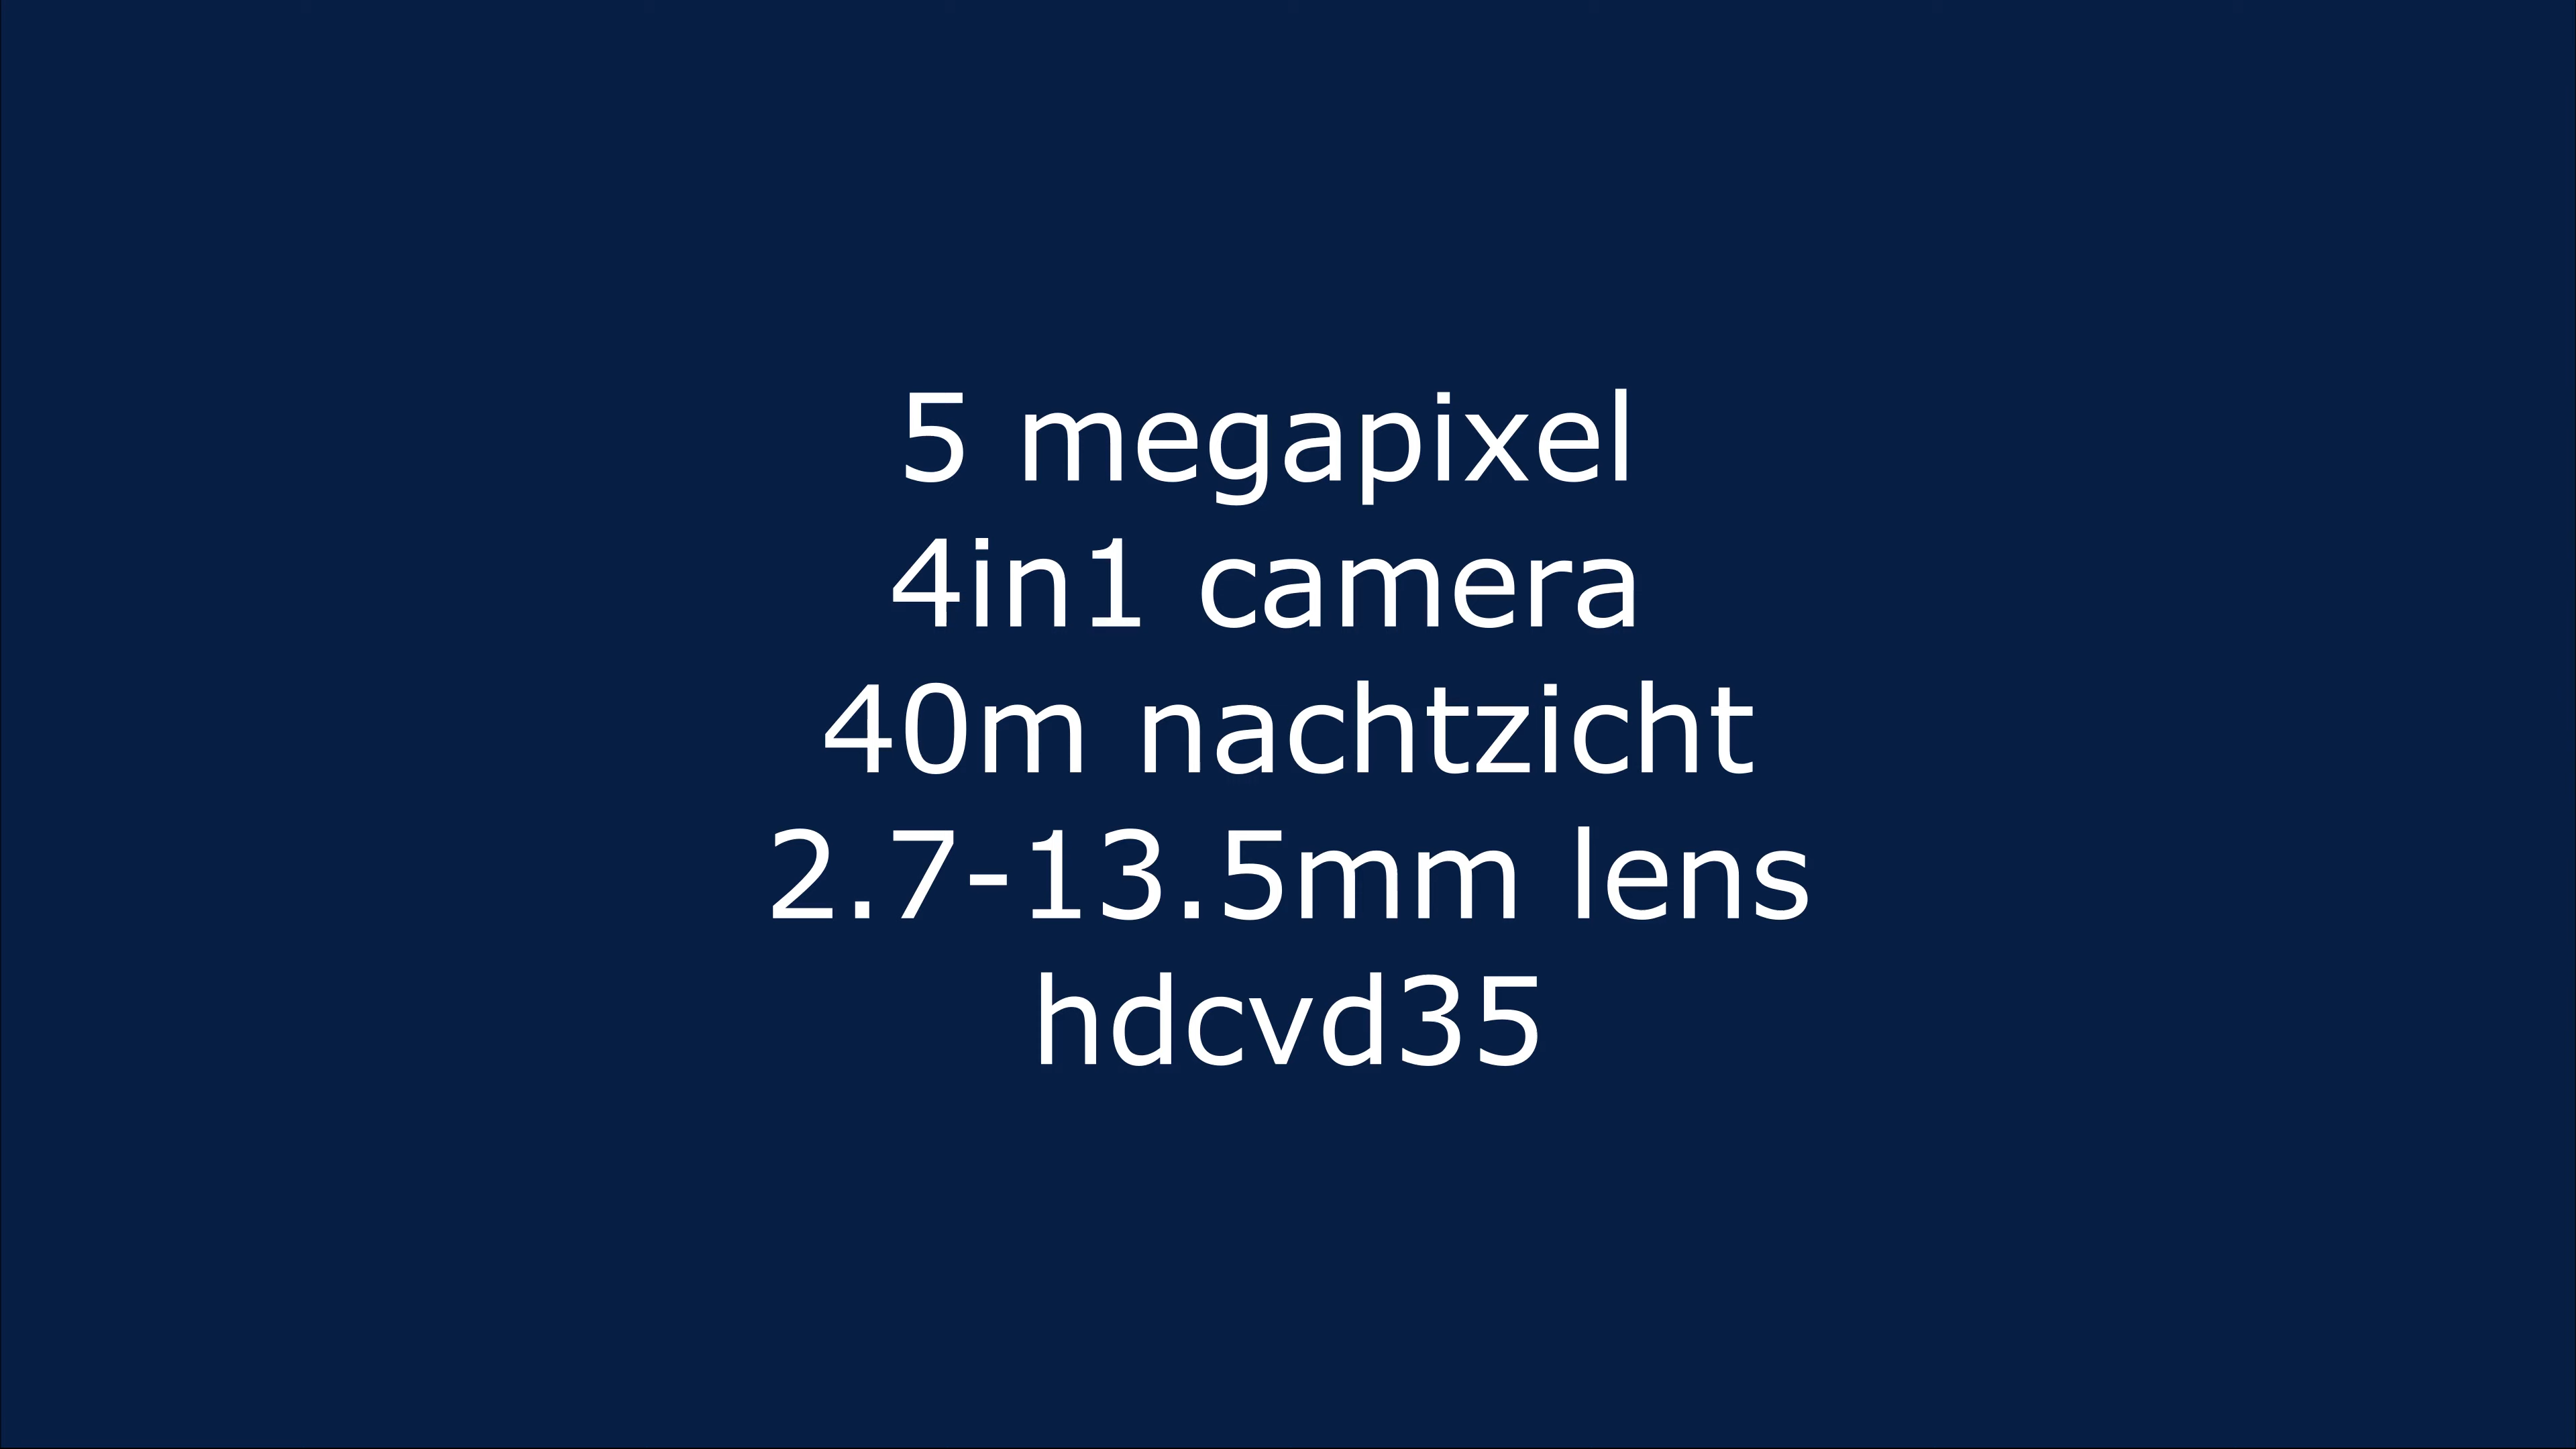 5 megapixel
4in1 camera
40m nachtzicht
2.7-13.5mm lens
hdcvd35